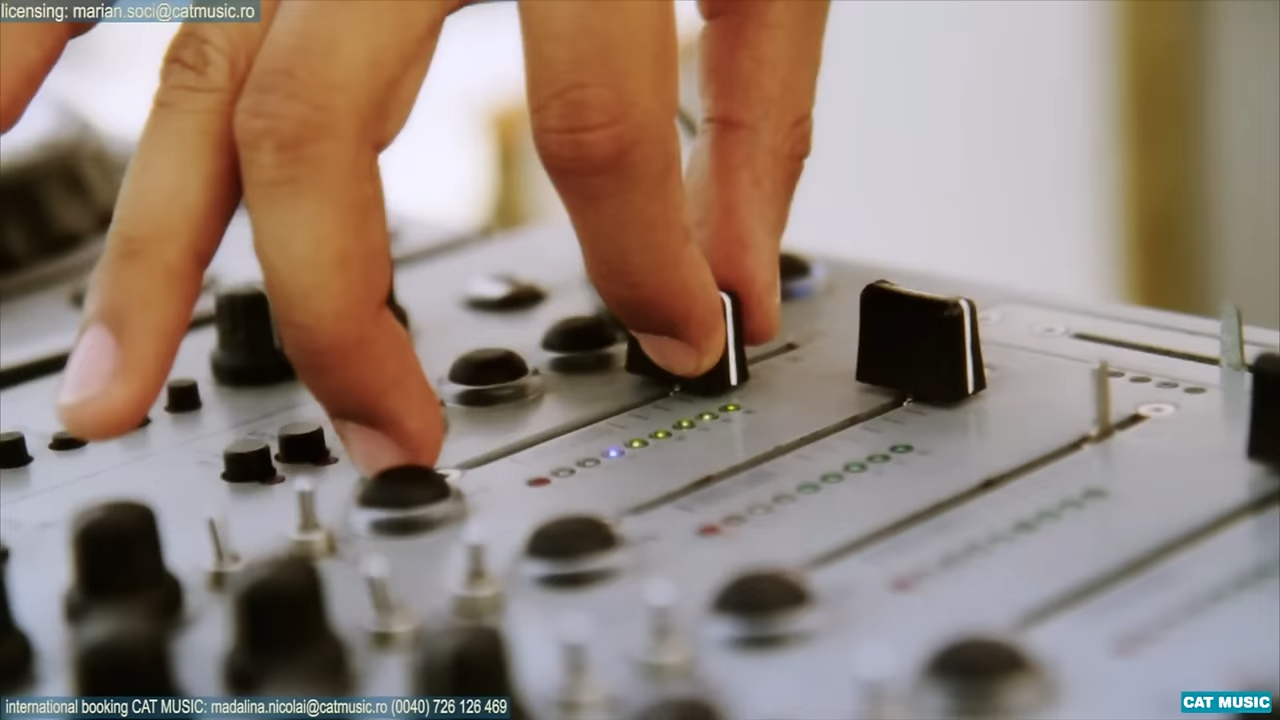 licensing: marian.soci@catmusic.ro
international booking CAT MUSIC: madalina.nicolai@catmusic.ro (0040) 726 126 469
CAT MUSIC